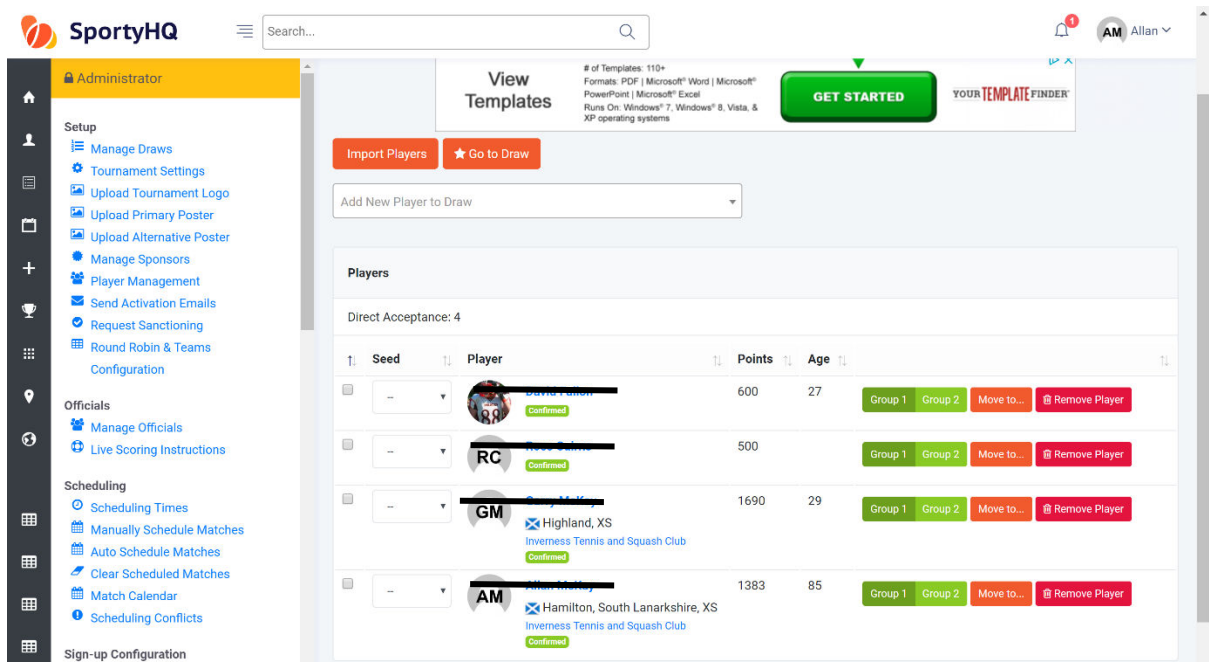 SportyHQ
Search...
1
AM Allan
Administrator
View
Templates
# of Templates: 110+
Formats: PDF | Microsoft® Word | Microsoft®
PowerPoint | Microsoft® Excel
Runs On: Windows® 7, Windows® 8, Vista, &
XP operating systems
GET STARTED
YOUR TEMPLATE FINDER
Setup
Manage Draws
Tournament Settings
Upload Tournament Logo
Upload Primary Poster
Upload Alternative Poster
Manage Sponsors
Player Management
Send Activation Emails
Request Sanctioning
Round Robin & Teams
Configuration
Officials
Manage Officials
Live Scoring Instructions
Scheduling
Scheduling Times
Manually Schedule Matches
Auto Schedule Matches
Clear Scheduled Matches
Match Calendar
Scheduling Conflicts
Sign-up Configuration
Import Players
Go to Draw
Add New Player to Draw
Players
Direct Acceptance: 4
Seed Player Points Age
-- 600 27 Group 1 Group 2 Move to... Remove Player
88
Confirmed
-- RC 500 Group 1 Group 2 Move to... Remove Player
Confirmed
-- GM 1690 29 Group 1 Group 2 Move to... Remove Player
Highland, XS
Inverness Tennis and Squash Club
Confirmed
-- AM 1383 85 Group 1 Group 2 Move to... Remove Player
Hamilton, South Lanarkshire, XS
Inverness Tennis and Squash Club
Confirmed